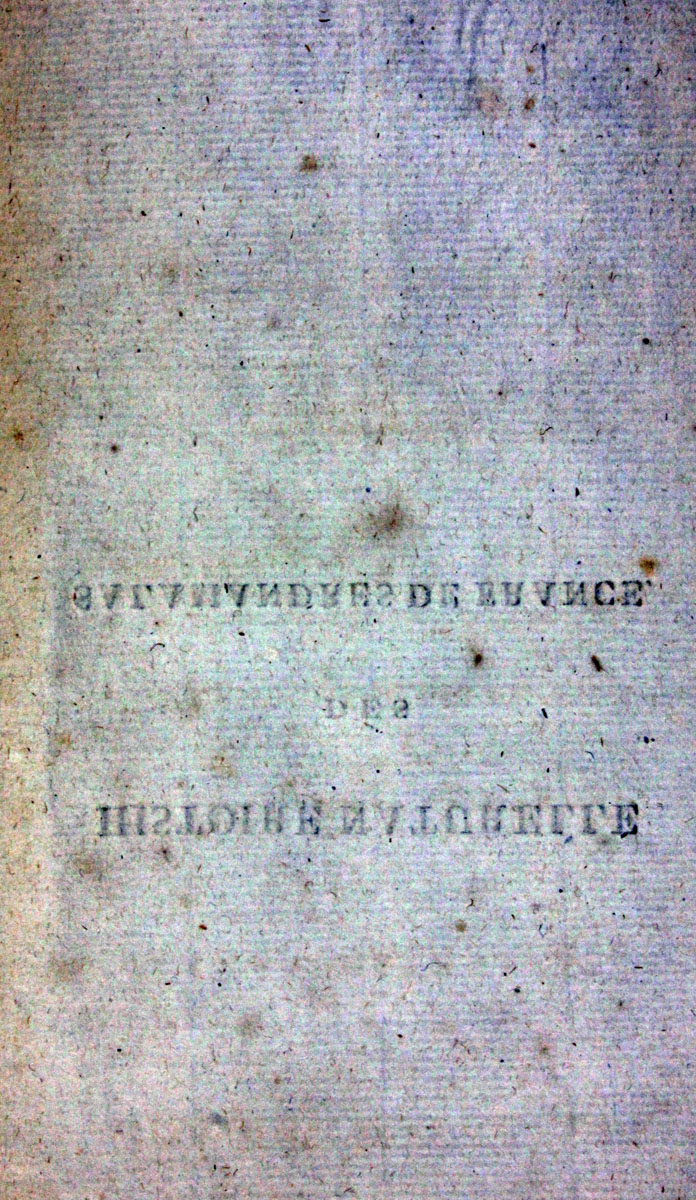 HISTOIRE NATURELLE
DES
SALAMANDRES DE FRANCE,